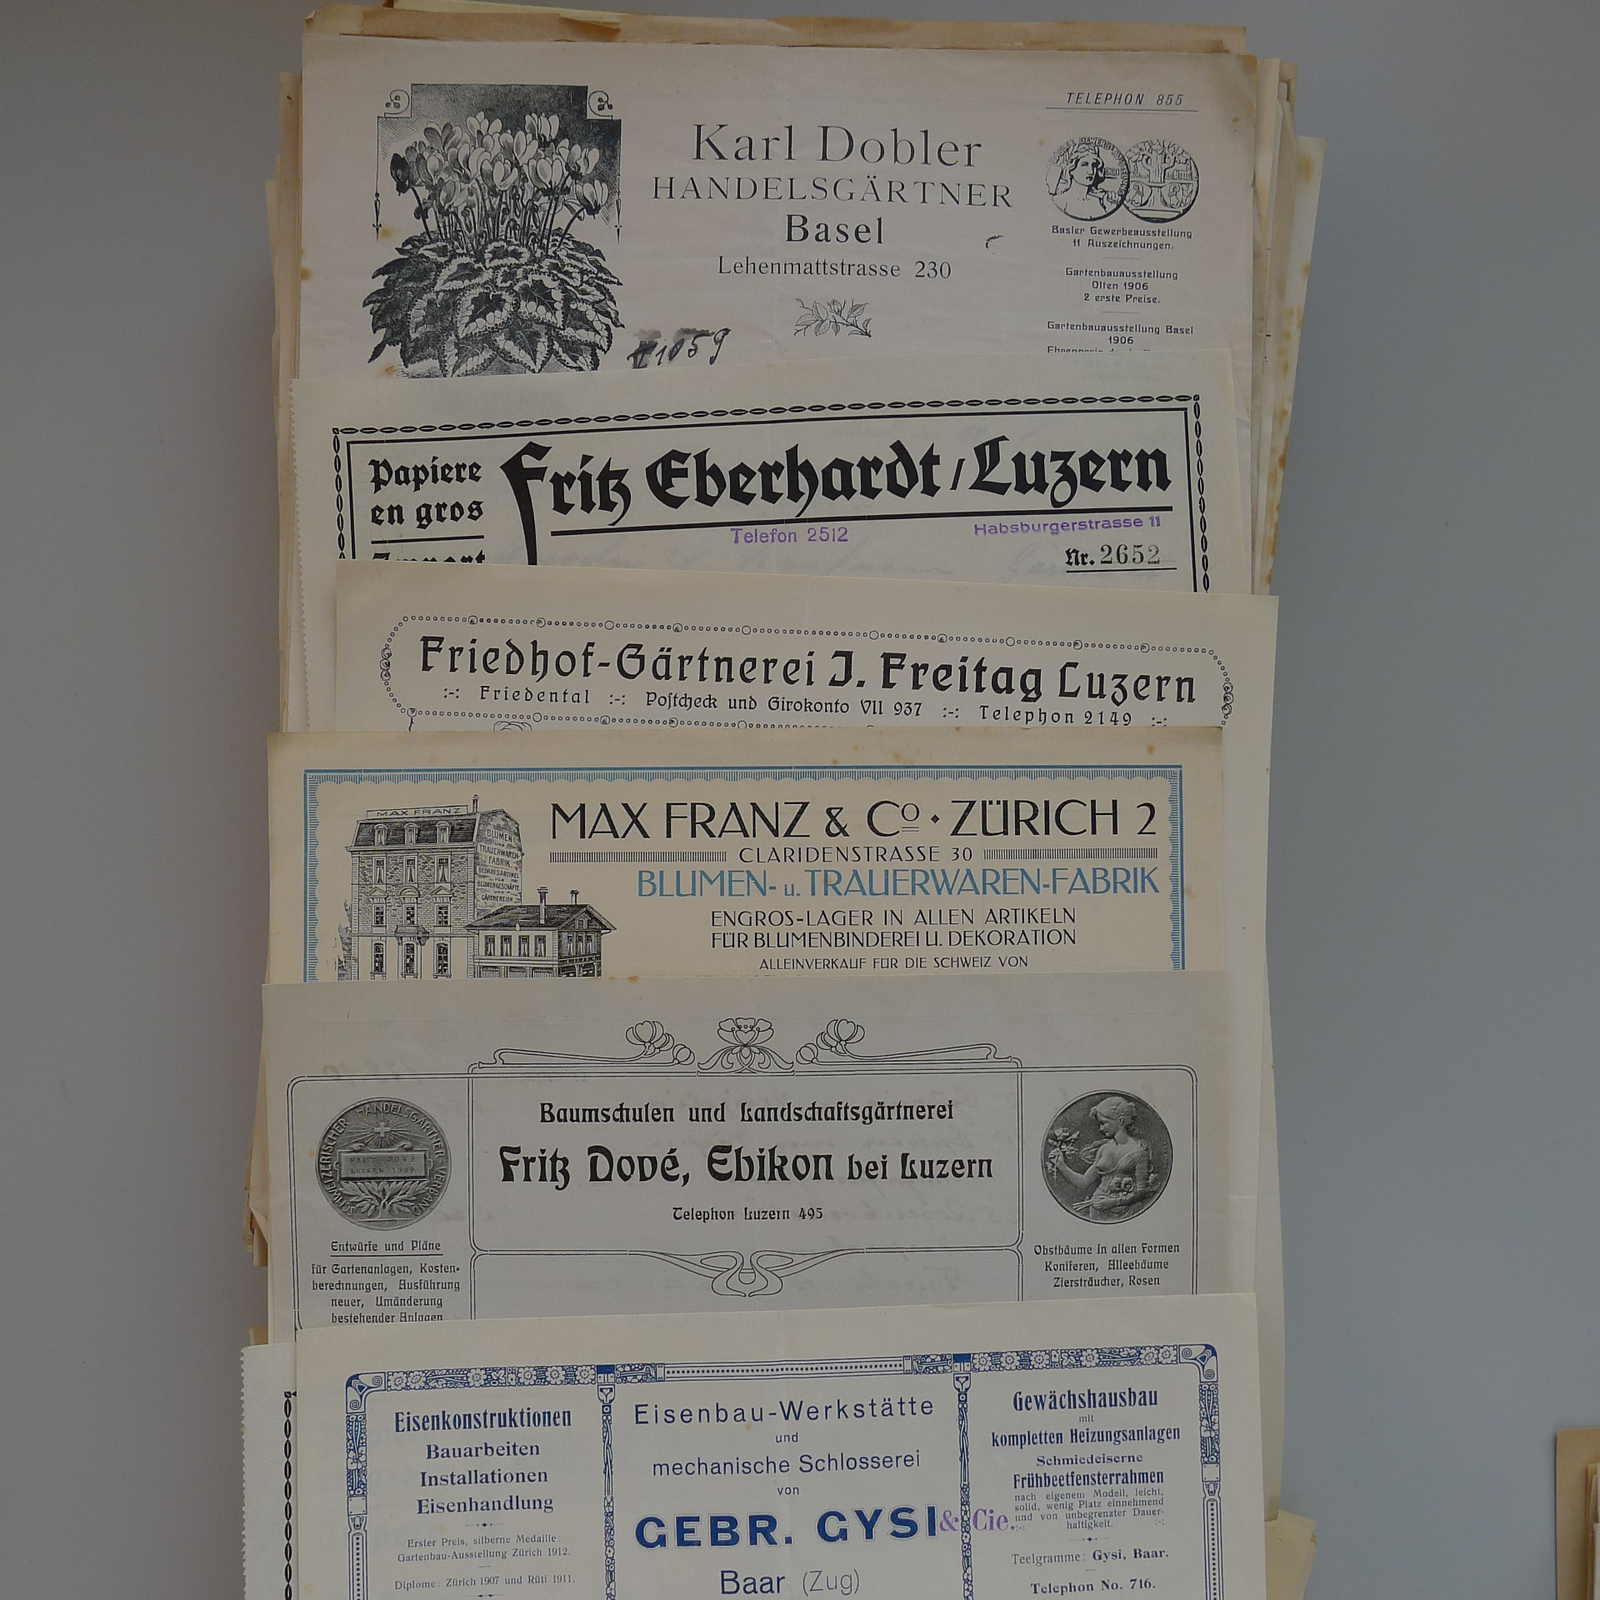 TELEPHON 855
Karl Dobler
HANDELSGÄRTNER
Basel
Lehenmattstrasse 230
Basler Gewerbeausstellung
11 Auszeichnungen.
Gartenbauausstellung
Olten 1906
2 erste Preise.
Gartenbauausstellung Basel
1906
1059
Papiere
en gros
Fritz Eberhardt / Luzern
Telefon 2512
Habsburgerstrasse 11
Nr. 2652
Friedhof-Gärtnerei J. Freitag Luzern
:-: Friedental :-: Postcheck und Girokonto VII 937 :-: Telephon 2149 :-:
MAX FRANZ
BLUMEN
TRAUERWAREN-
FABRIK
MAX FRANZ & Co · ZÜRICH 2
CLARIDENSTRASSE 30
BLUMEN- u. TRAUERWAREN-FABRIK
ENGROS-LAGER IN ALLEN ARTIKELN
FÜR BLUMENBINDEREI U. DEKORATION
ALLEINVERKAUF FÜR DIE SCHWEIZ VON
SCHWEIZERISCHER HANDELSGÄRTNER VERBAND
Baumschulen und Landschaftsgärtnerei
Fritz Dové, Ebikon bei Luzern
Telephon Luzern 495
Entwürfe und Pläne
für Gartenanlagen, Kosten-
berechnungen, Ausführung
neuer, Umänderung
bestehender Anlagen
Obstbäume in allen Formen
Koniferen, Alleebäume
Ziersträucher, Rosen
Eisenkonstruktionen
Bauarbeiten
Installationen
Eisenhandlung
Erster Preis, silberne Medaille
Gartenbau-Ausstellung Zürich 1912.
Diplome: Zürich 1907 und Rüti 1911.
Eisenbau-Werkstätte
und
mechanische Schlosserei
von
GEBR. GYSI & Cie.
Baar (Zug)
Gewächshausbau
mit
kompletten Heizungsanlagen
Schmiedeiserne
Frühbeetfensterrahmen
nach eigenem Modell, leicht,
solid, wenig Platz einnehmend
und von unbegrenzter Dauer-
haftigkeit.
Teelgramme: Gysi, Baar.
Telephon No. 716.